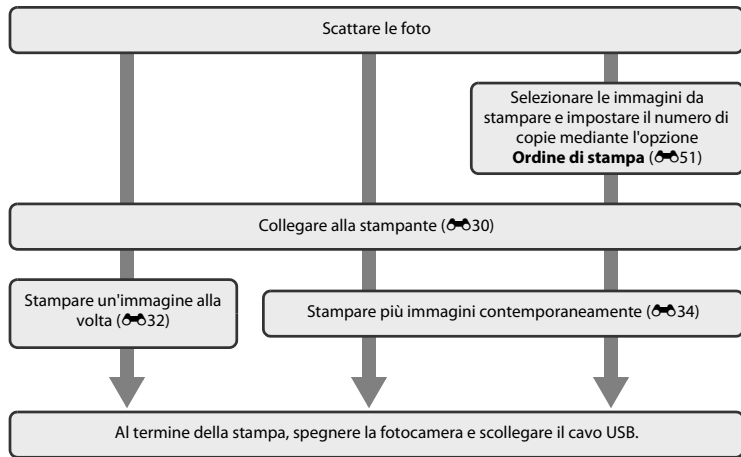 Scattare le foto
Selezionare le immagini da
stampare e impostare il numero di
copie mediante l'opzione
Ordine di stampa (51)
Collegare alla stampante (30)
Stampare un'immagine alla
volta (32)
Stampare più immagini contemporaneamente (34)
Al termine della stampa, spegnere la fotocamera e scollegare il cavo USB.